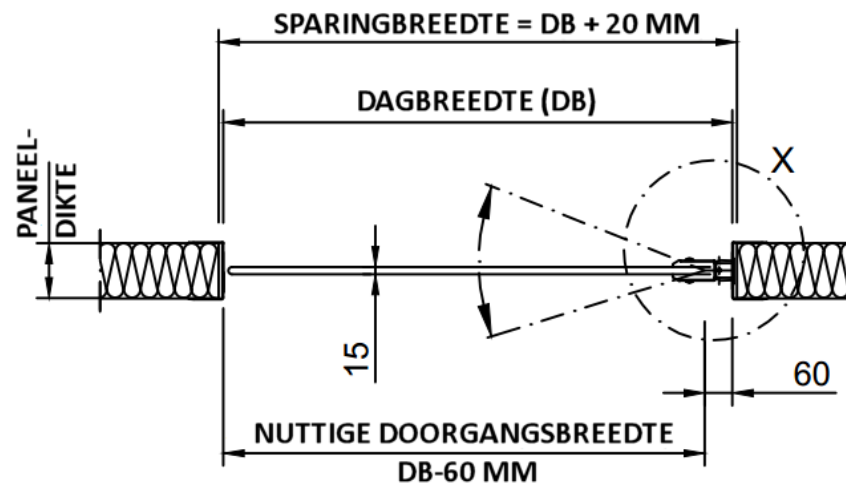 SPARINGBREEDTE = DB + 20 MM
DAGBREEDTE (DB)
PANEEL-
DIKTE
X
15
60
NUTTIGE DOORGANGSBREEDTE
DB-60 MM